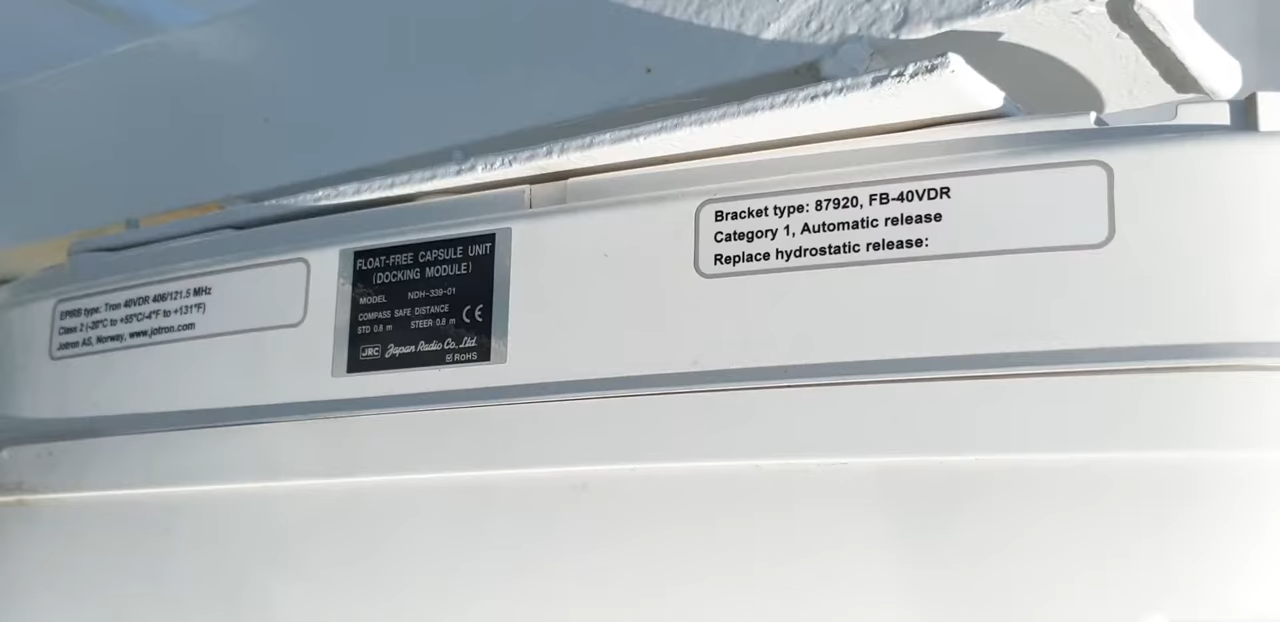 EPIRB type: Tron 40VDR 406/121.5 MHz
Class 2 (-20°C to +55°C/-4°F to +131°F)
Jotron AS, Norway, www.jotron.com
FLOAT-FREE CAPSULE UNIT
(DOCKING MODULE)
MODEL NDH-339-01
COMPASS SAFE DISTANCE
STD 0.8 m STEER 0.8 m CE
JRC Japan Radio Co., Ltd.
RoHS
Bracket type: 87920, FB-40VDR
Category 1, Automatic release
Replace hydrostatic release: